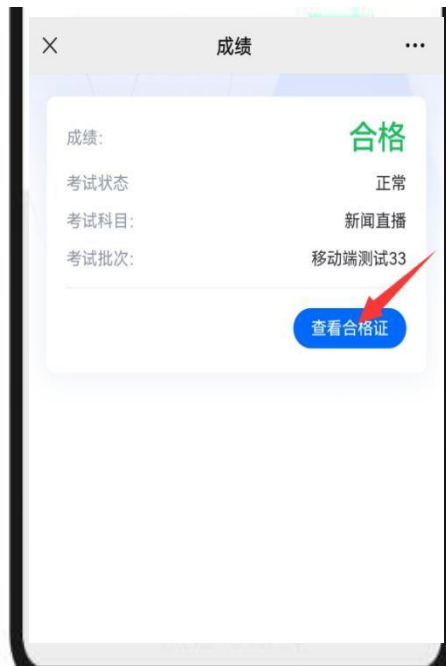 成绩
成绩: 合格
考试状态 正常
考试科目: 新闻直播
考试批次: 移动端测试33
查看合格证